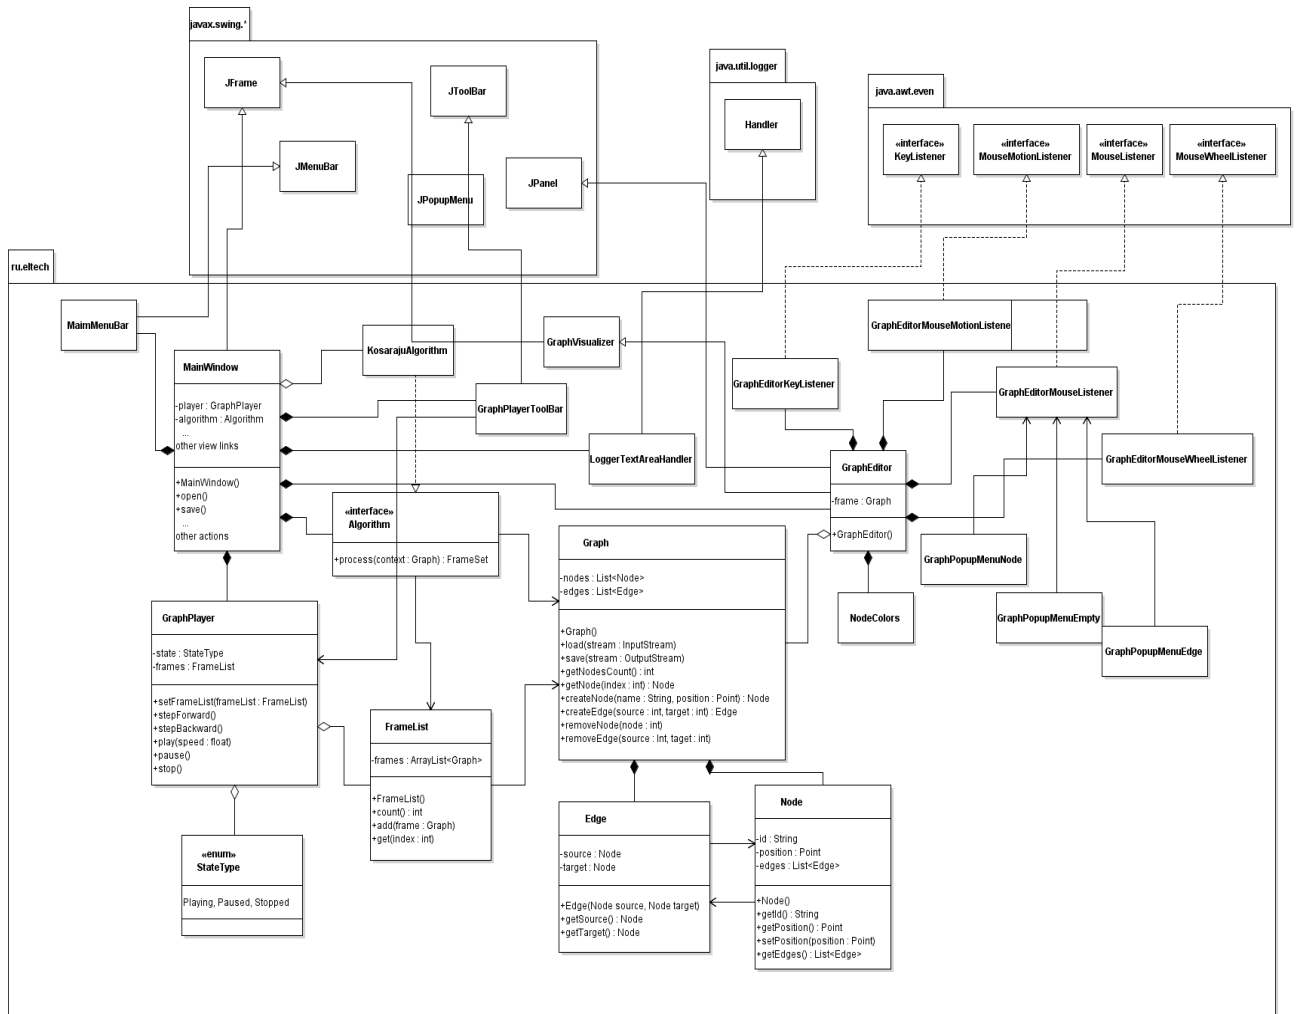 javax.swing.*
JFrame
JToolBar
JMenuBar
JPopupMenu
JPanel
java.util.logger
Handler
java.awt.even
«interface»
KeyListener
«interface»
MouseMotionListener
«interface»
MouseListener
«interface»
MouseWheelListener
ru.eltech
MaimMenuBar
MainWindow
-player : GraphPlayer
-algorithm : Algorithm
...
other view links
+MainWindow()
+open()
+save()
...
other actions
KosarajuAlgorithm
GraphVisualizer
GraphPlayerToolBar
LoggerTextAreaHandler
GraphEditorKeyListener
GraphEditorMouseMotionListene
GraphEditorMouseListener
GraphEditorMouseWheelListener
GraphEditor
-frame : Graph
+GraphEditor()
GraphPopupMenuNode
GraphPopupMenuEmpty
GraphPopupMenuEdge
NodeColors
«interface»
Algorithm
+process(context : Graph) : FrameSet
Graph
-nodes : List<Node>
-edges : List<Edge>
+Graph()
+load(stream : InputStream)
+save(stream : OutputStream)
+getNodesCount() : int
+getNode(index : int) : Node
+createNode(name : String, position : Point) : Node
+createEdge(source : int, target : int) : Edge
+removeNode(node : int)
+removeEdge(source : Int, taget : int)
GraphPlayer
-state : StateType
-frames : FrameList
+setFrameList(frameList : FrameList)
+stepForward()
+stepBackward()
+play(speed : float)
+pause()
+stop()
FrameList
-frames : ArrayList<Graph>
+FrameList()
+count() : int
+add(frame : Graph)
+get(index : int)
«enum»
StateType
Playing, Paused, Stopped
Edge
-source : Node
-target : Node
+Edge(Node source, Node target)
+getSource() : Node
+getTarget() : Node
Node
-id : String
-position : Point
-edges : List<Edge>
+Node()
+getId() : String
+getPosition() : Point
+setPosition(position : Point)
+getEdges() : List<Edge>